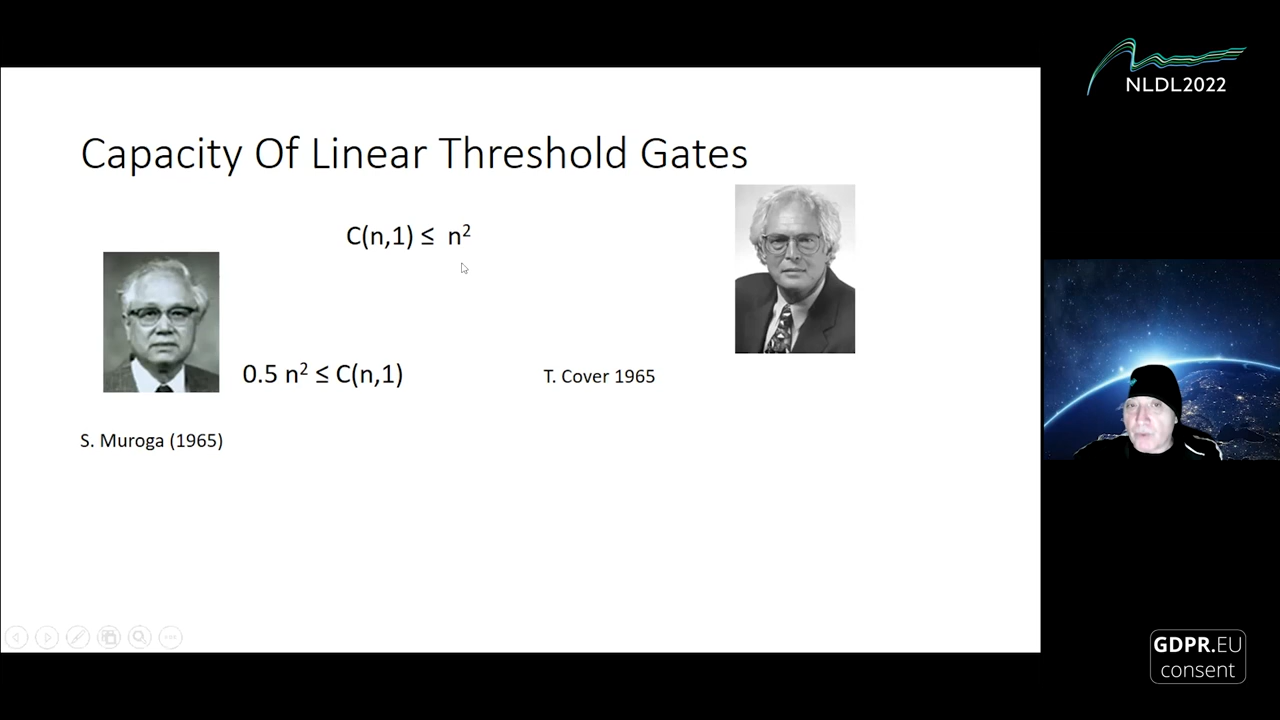 NLDL2022
Capacity Of Linear Threshold Gates
C(n,1) ≤ n²
0.5 n² ≤ C(n,1)
T. Cover 1965
S. Muroga (1965)
GDPR.EU
consent